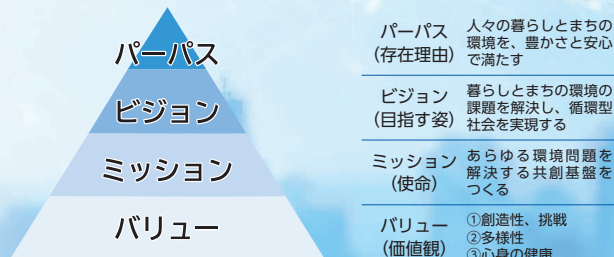 パーパス
ビジョン
ミッション
バリュー
パーパス
(存在理由)
人々の暮らしとまちの
環境を、豊かさと安心
で満たす
ビジョン
(目指す姿)
暮らしとまちの環境の
課題を解決し、循環型
社会を実現する
ミッション
(使命)
あらゆる環境問題を
解決する共創基盤を
つくる
バリュー
(価値観)
①創造性、挑戦
②多様性
③心身の健康